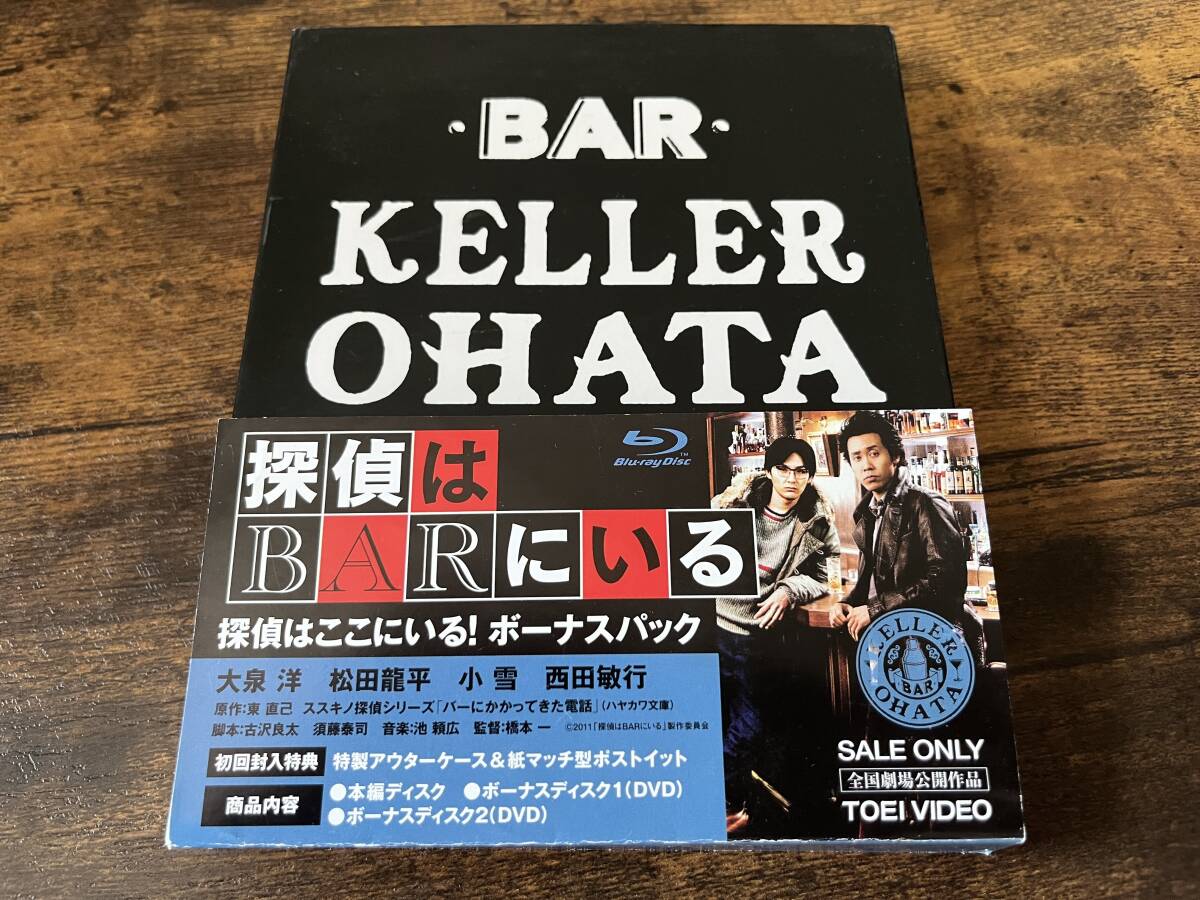 ・BAR・
KELLER
OHATA
探偵は
BARにいる
Blu-ray Disc™
探偵はここにいる! ボーナスパック
大泉 洋　松田龍平　小 雪　西田敏行
原作:東 直己　ススキノ探偵シリーズ「バーにかかってきた電話」(ハヤカワ文庫)
脚本:古沢良太　須藤泰司　音楽:池 頼広　監督:橋本 一　©2011「探偵はBARにいる」製作委員会
初回封入特典　特製アウターケース＆紙マッチ型ポストイット
商品内容　●本編ディスク　●ボーナスディスク1(DVD)
●ボーナスディスク2(DVD)
KELLER
BAR
OHATA
SALE ONLY
全国劇場公開作品
TOEI VIDEO